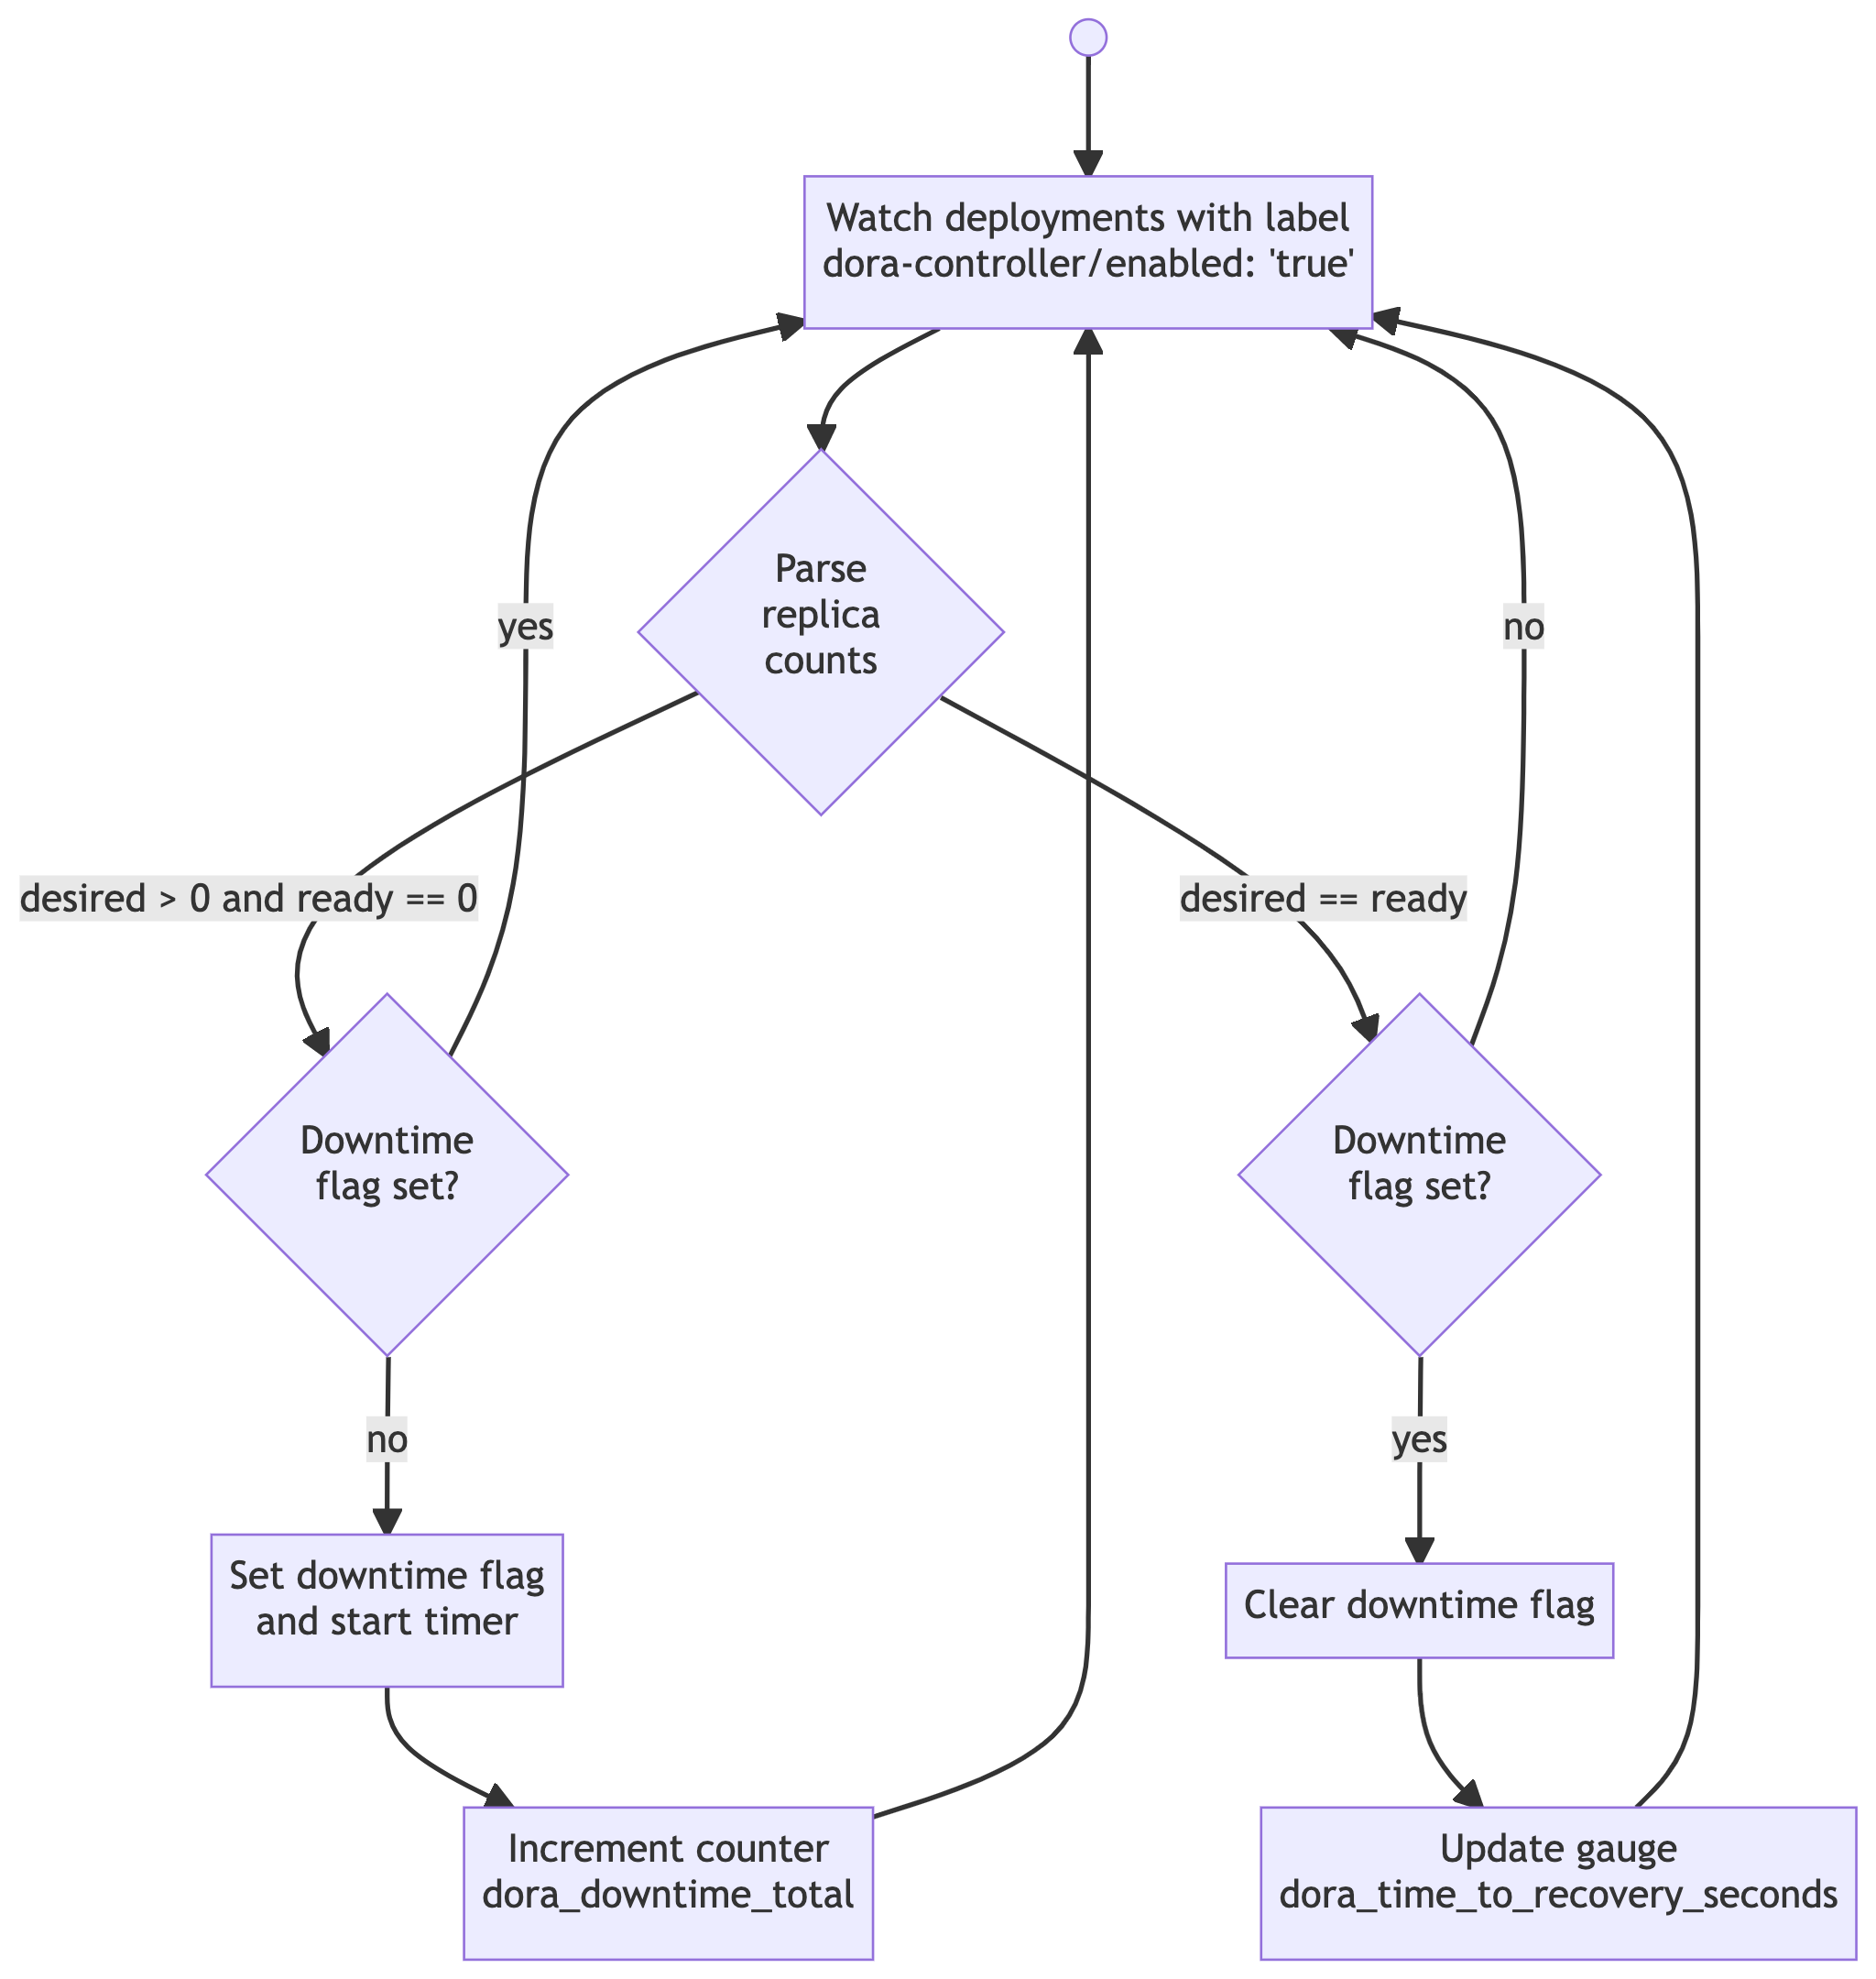 Watch deployments with label
dora-controller/enabled: 'true'
Parse
replica
counts
yes
no
desired > 0 and ready == 0
desired == ready
Downtime
flag set?
Downtime
flag set?
no
yes
Set downtime flag
and start timer
Clear downtime flag
Increment counter
dora_downtime_total
Update gauge
dora_time_to_recovery_seconds